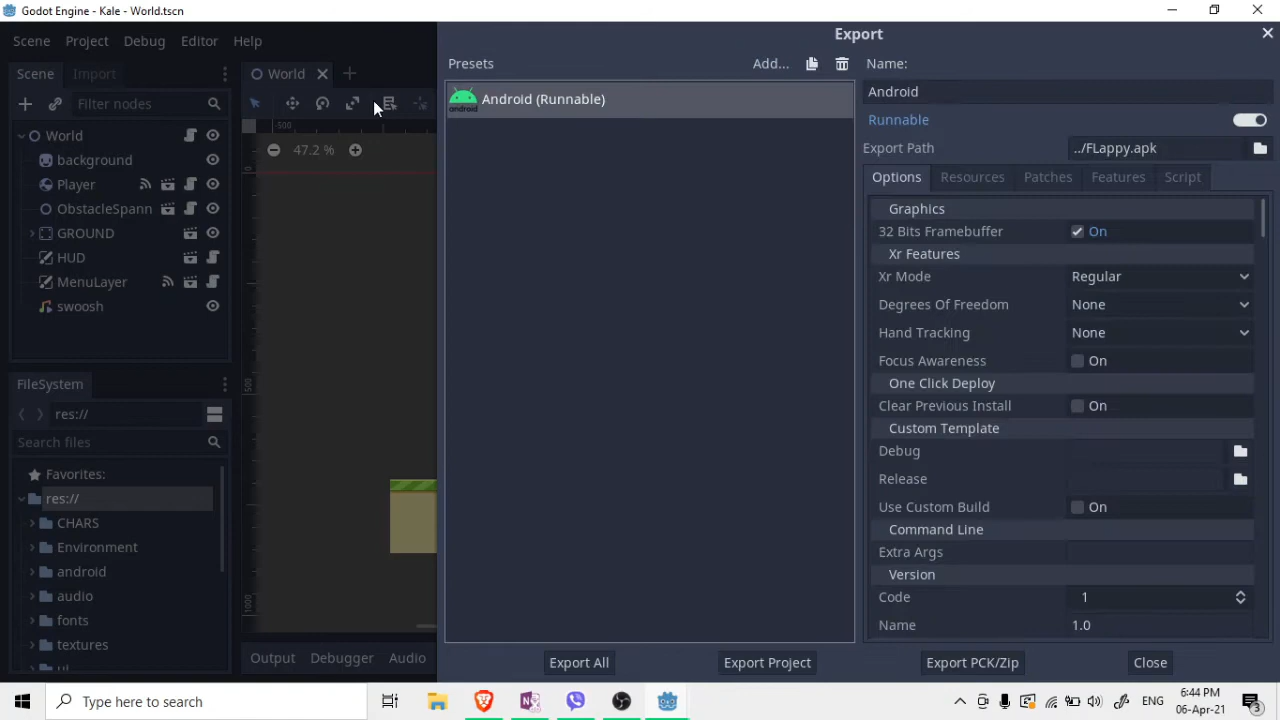 Godot Engine - Kale - World.tscn
Scene Project Debug Editor Help
Scene Import
Filter nodes
World
background
Player
ObstacleSpann
GROUND
HUD
MenuLayer
swoosh
FileSystem
res://
Search files
Favorites:
res://
CHARS
Environment
android
audio
fonts
textures
ui
World
-500
47.2 %
0
500
1000
Output Debugger Audio
Export
Presets Add...
android
Android (Runnable)
Name:
Android
Runnable
Export Path ../FLappy.apk
Options Resources Patches Features Script
Graphics
32 Bits Framebuffer On
Xr Features
Xr Mode Regular
Degrees Of Freedom None
Hand Tracking None
Focus Awareness On
One Click Deploy
Clear Previous Install On
Custom Template
Debug
Release
Use Custom Build On
Command Line
Extra Args
Version
Code 1
Name 1.0
Export All Export Project Export PCK/Zip Close
Type here to search
ENG
6:44 PM
06-Apr-21
3